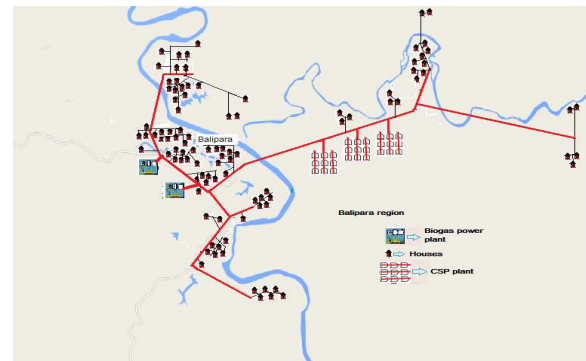 Balipara
Balipara region
Biogas power
plant
Houses
CSP plant